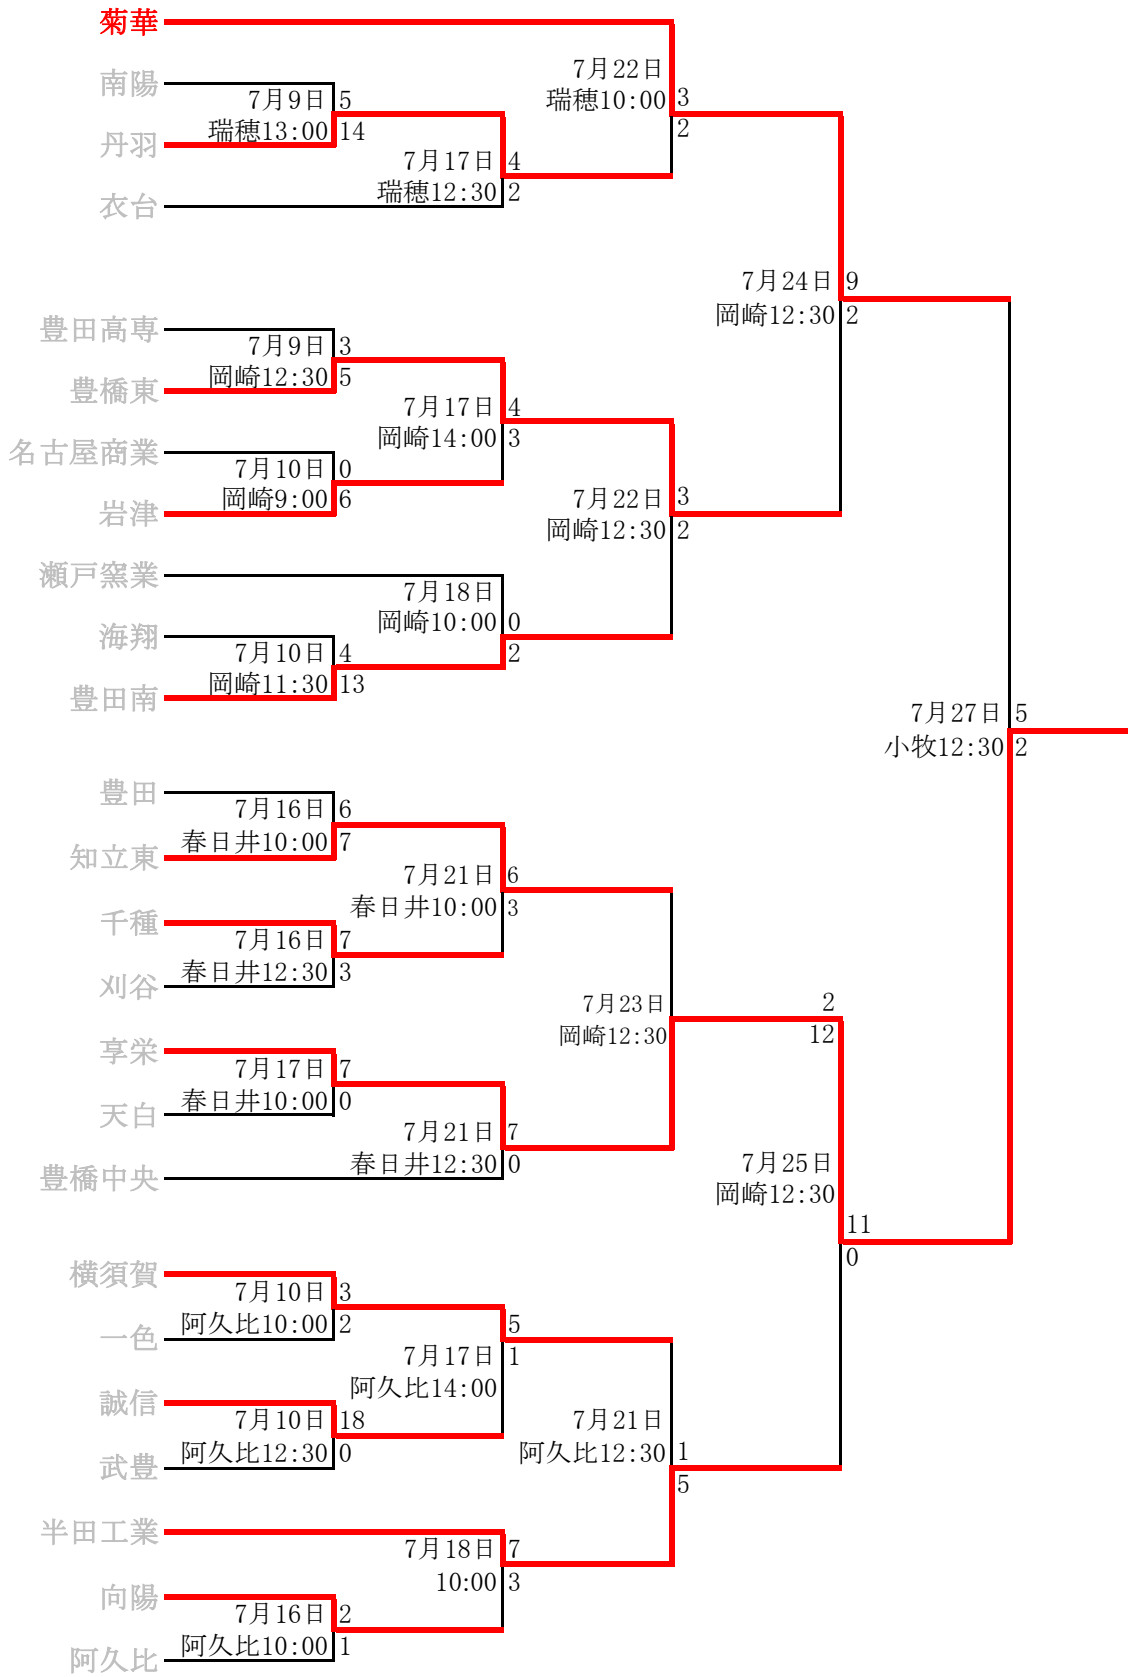 菊華
7月22日
瑞穂10:00
3
2
南陽
7月9日 5
瑞穂13:00 14
丹羽
7月17日 4
瑞穂12:30 2
衣台
7月24日 9
岡崎12:30 2
豊田高専
7月9日 3
岡崎12:30 5
豊橋東
7月17日 4
岡崎14:00 3
名古屋商業
7月10日 0
岡崎9:00 6
岩津
7月22日 3
岡崎12:30 2
瀬戸窯業
7月18日
岡崎10:00 0
2
海翔
7月10日 4
岡崎11:30 13
豊田南
7月27日 5
小牧12:30 2
豊田
7月16日 6
春日井10:00 7
知立東
7月21日 6
春日井10:00 3
千種
7月16日 7
春日井12:30 3
刈谷
7月23日 2
岡崎12:30 12
享栄
7月17日 7
春日井10:00 0
天白
7月21日 7
春日井12:30 0
豊橋中央
7月25日
岡崎12:30
11
0
横須賀
7月10日 3
阿久比10:00 2
一色
5
7月17日 1
阿久比14:00
誠信
7月10日 18
阿久比12:30 0
武豊
7月21日
阿久比12:30 1
5
半田工業
7月18日 7
10:00 3
向陽
7月16日 2
阿久比10:00 1
阿久比